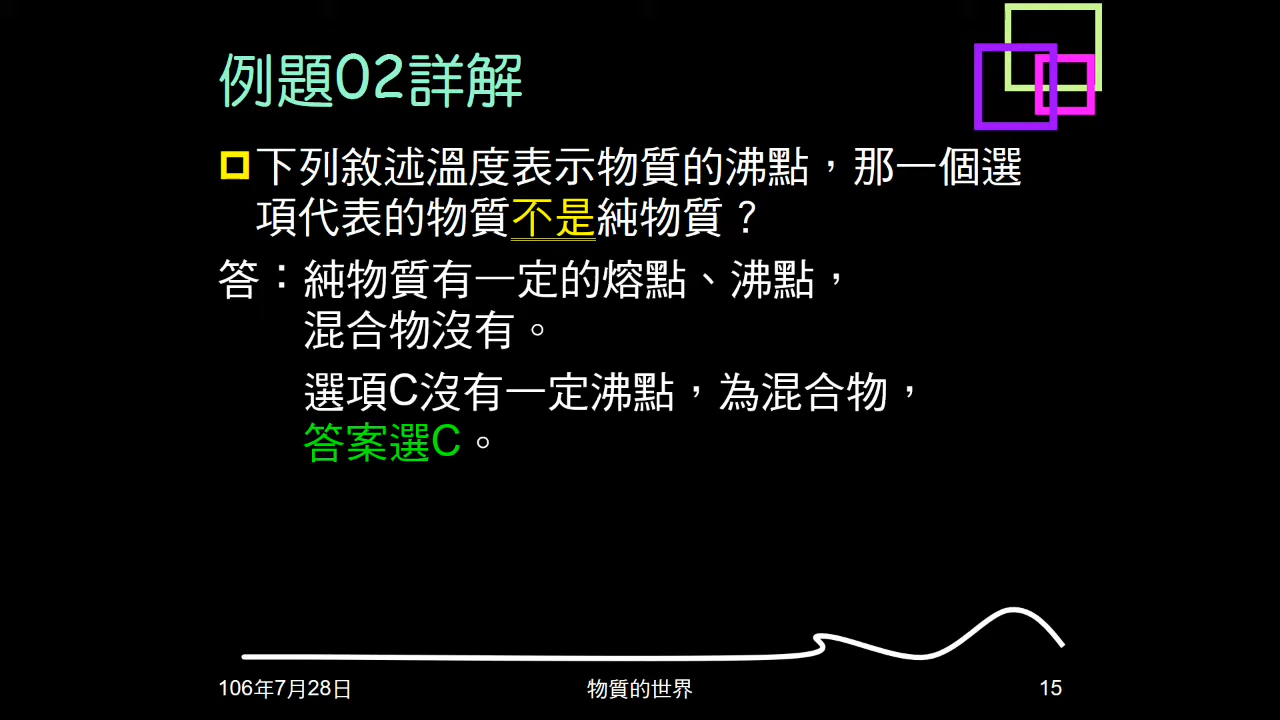 例題02詳解
下列敘述溫度表示物質的沸點，那一個選
項代表的物質不是純物質？
答：純物質有一定的熔點、沸點，
混合物沒有。
選項C沒有一定沸點，為混合物，
答案選C。
106年7月28日
物質的世界
15